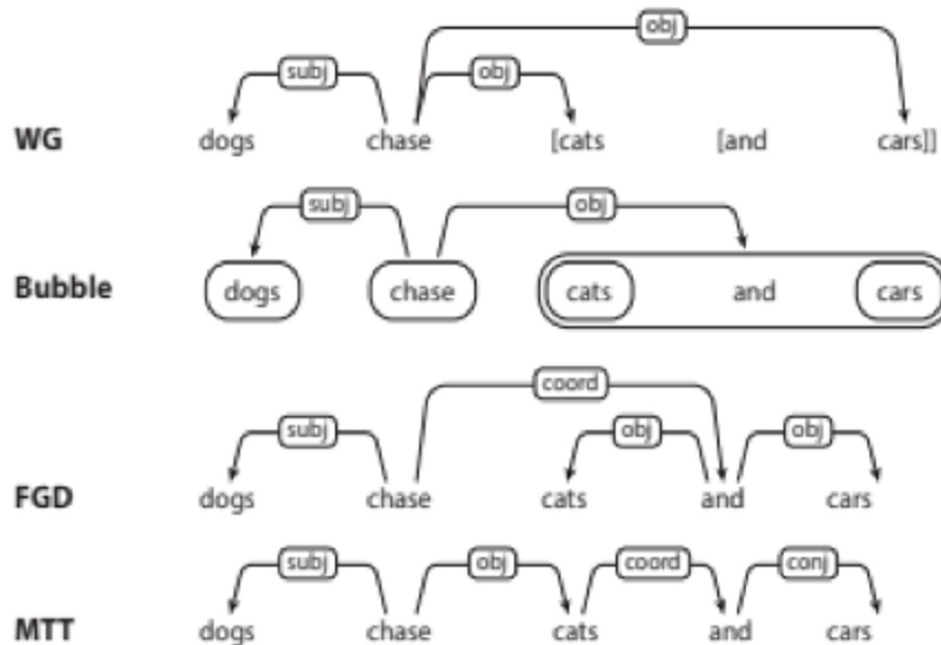 obj
subj obj
WG dogs chase [cats [and cars]]
subj obj
Bubble dogs chase cats and cars
coord
subj obj obj
FGD dogs chase cats and cars
subj obj coord conj
MTT dogs chase cats and cars